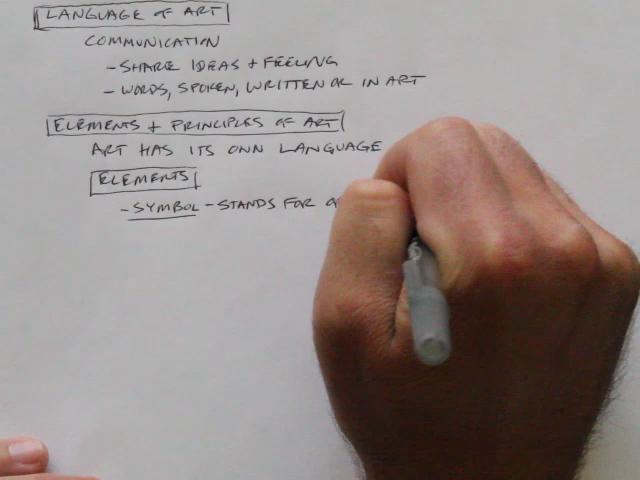 LANGUAGE OF ART
COMMUNICATION
- SHARE IDEAS + FEELING
- WORDS, SPOKEN, WRITTEN OR IN ART
ELEMENTS + PRINCIPLES OF ART
ART HAS ITS OWN LANGUAGE
ELEMENTS
- SYMBOL - STANDS FOR